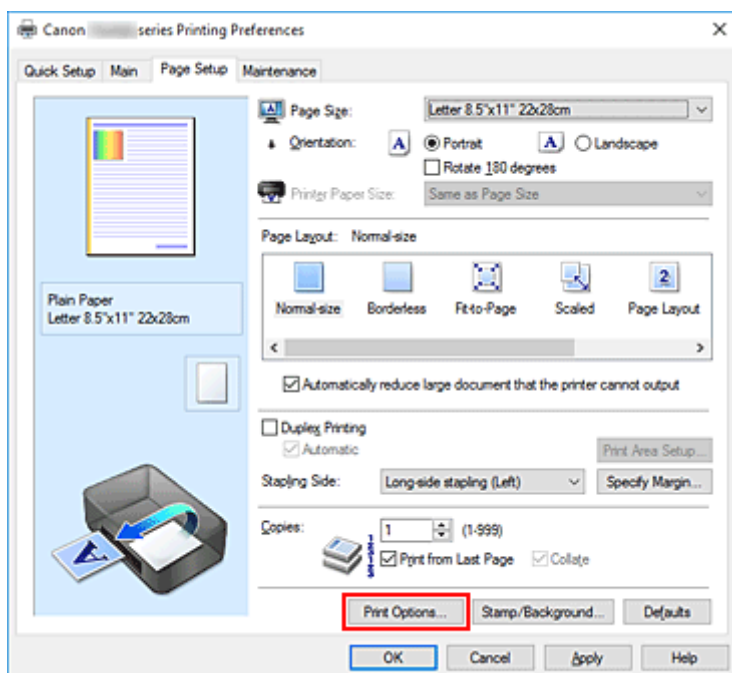 Canon series Printing Preferences
Quick Setup Main Page Setup Maintenance
Page Size: Letter 8.5"x11" 22x28cm
Orientation: A Portrait A Landscape
Rotate 180 degrees
Printer Paper Size: Same as Page Size
Page Layout: Normal-size
2
Normal-size Borderless Fit-to-Page Scaled Page Layout
Plain Paper
Letter 8.5"x11" 22x28cm
Automatically reduce large document that the printer cannot output
Duplex Printing
Automatic Print Area Setup...
Stapling Side: Long-side stapling (Left) Specify Margin...
Copies: 1 (1-999)
Print from Last Page Collate
A
Print Options... Stamp/Background... Defaults
OK Cancel Apply Help